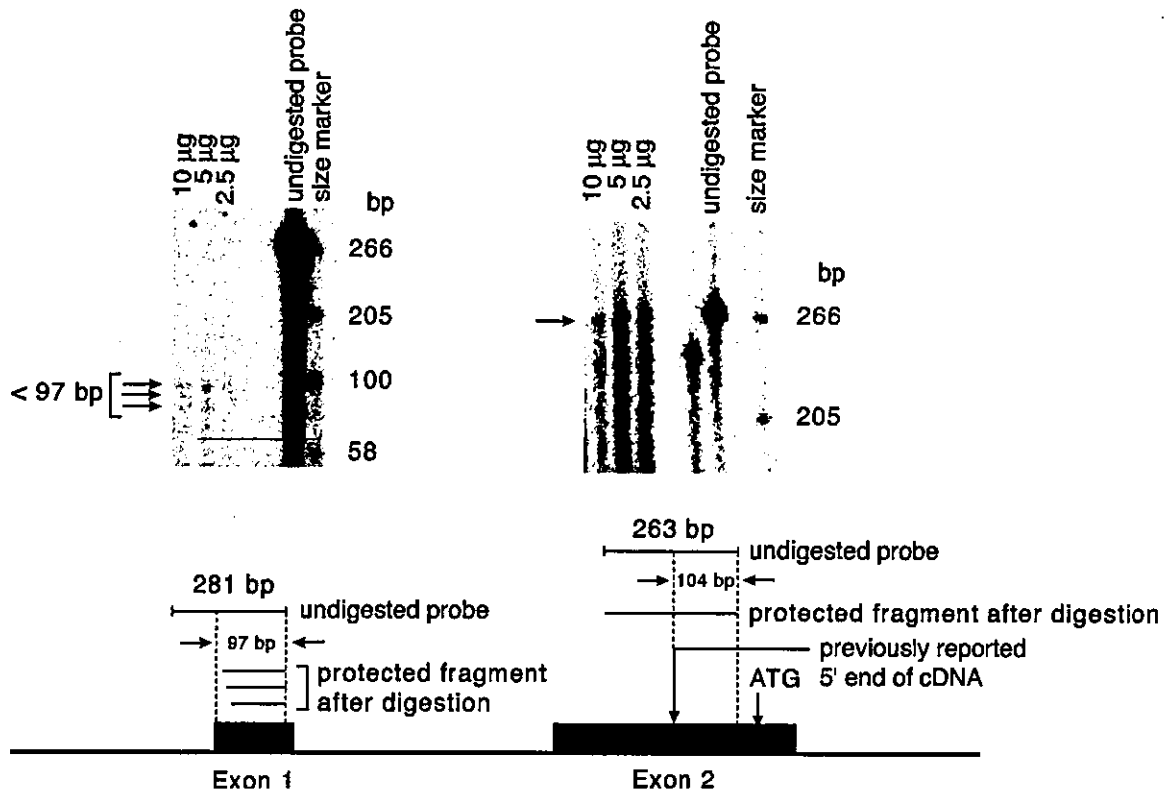 10 µg
5 µg
2.5 µg
undigested probe
size marker
bp
266
205
100
58
< 97 bp
10 µg
5 µg
2.5 µg
undigested probe
size marker
bp
266
205
281 bp
undigested probe
97 bp
protected fragment
after digestion
Exon 1
263 bp
undigested probe
104 bp
protected fragment after digestion
previously reported
ATG 5' end of cDNA
Exon 2